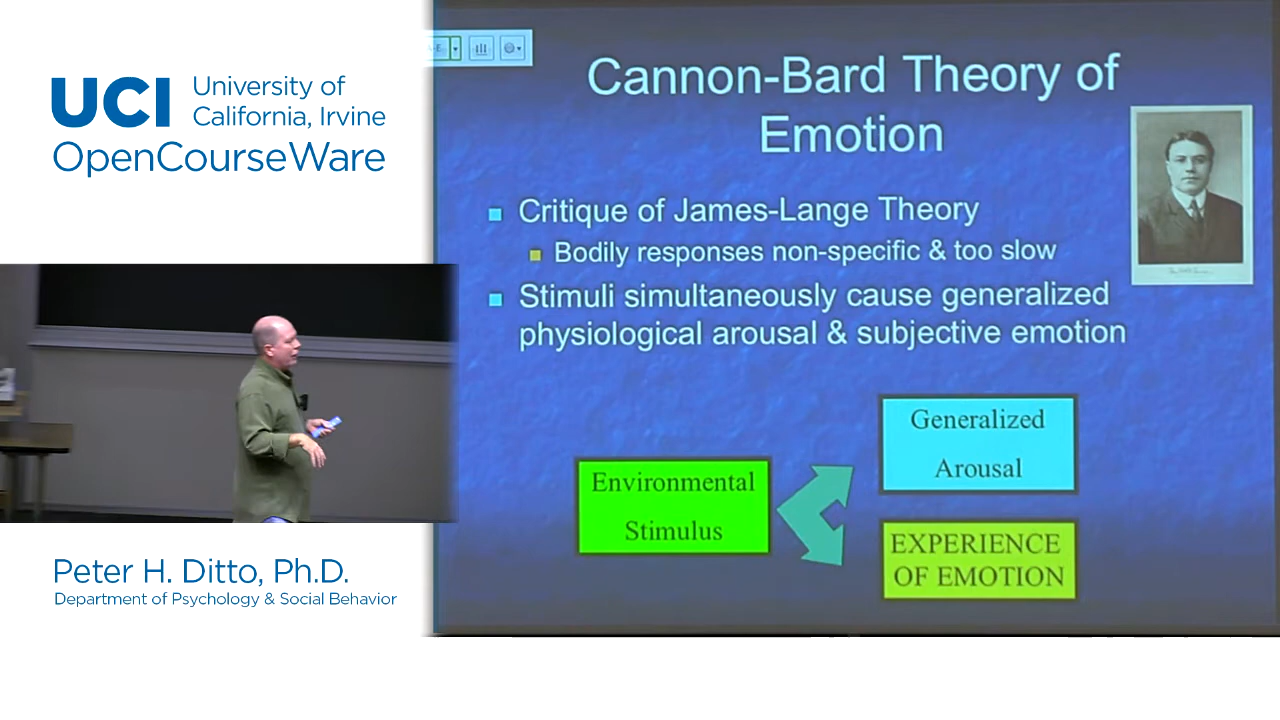 UCI University of
California, Irvine
OpenCourseWare
Cannon-Bard Theory of
Emotion
Critique of James-Lange Theory
Bodily responses non-specific & too slow
Stimuli simultaneously cause generalized
physiological arousal & subjective emotion
Environmental
Stimulus
Generalized
Arousal
EXPERIENCE
OF EMOTION
Peter H. Ditto, Ph.D.
Department of Psychology & Social Behavior